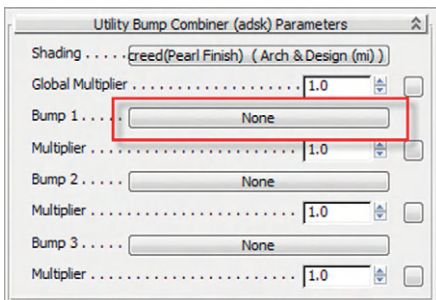 Utility Bump Combiner (adsk) Parameters
Shading . . . . . creed(Pearl Finish) ( Arch & Design (mi) )
Global Multiplier . . . . . . . . . . . . . . . . . . . . . . 1.0
Bump 1 . . . . . None
Multiplier . . . . . . . . . . . . . . . . . . . . . . . . . . 1.0
Bump 2 . . . . . None
Multiplier . . . . . . . . . . . . . . . . . . . . . . . . . . 1.0
Bump 3 . . . . . None
Multiplier . . . . . . . . . . . . . . . . . . . . . . . . . . 1.0